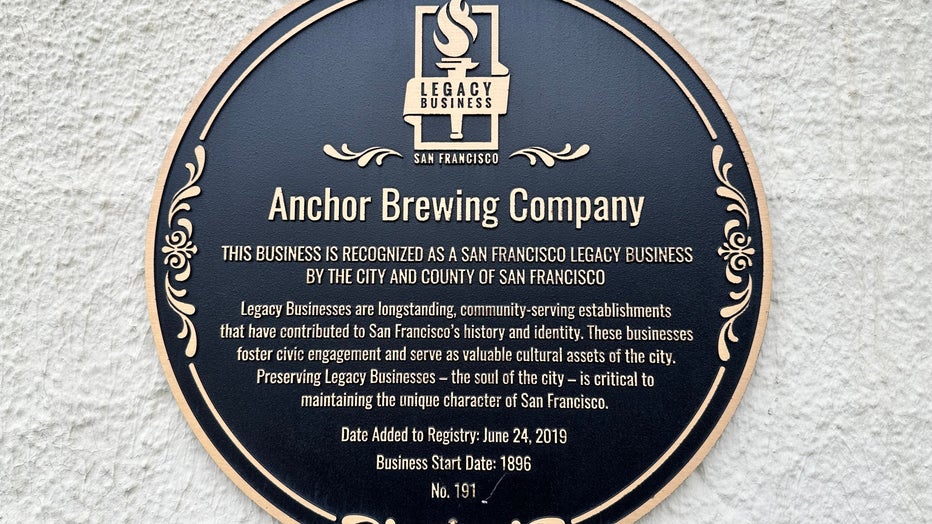 LEGACY
BUSINESS
SAN FRANCISCO
Anchor Brewing Company
THIS BUSINESS IS RECOGNIZED AS A SAN FRANCISCO LEGACY BUSINESS
BY THE CITY AND COUNTY OF SAN FRANCISCO
Legacy Businesses are longstanding, community-serving establishments
that have contributed to San Francisco's history and identity. These businesses
foster civic engagement and serve as valuable cultural assets of the city.
Preserving Legacy Businesses – the soul of the city – is critical to
maintaining the unique character of San Francisco.
Date Added to Registry: June 24, 2019
Business Start Date: 1896
No. 191